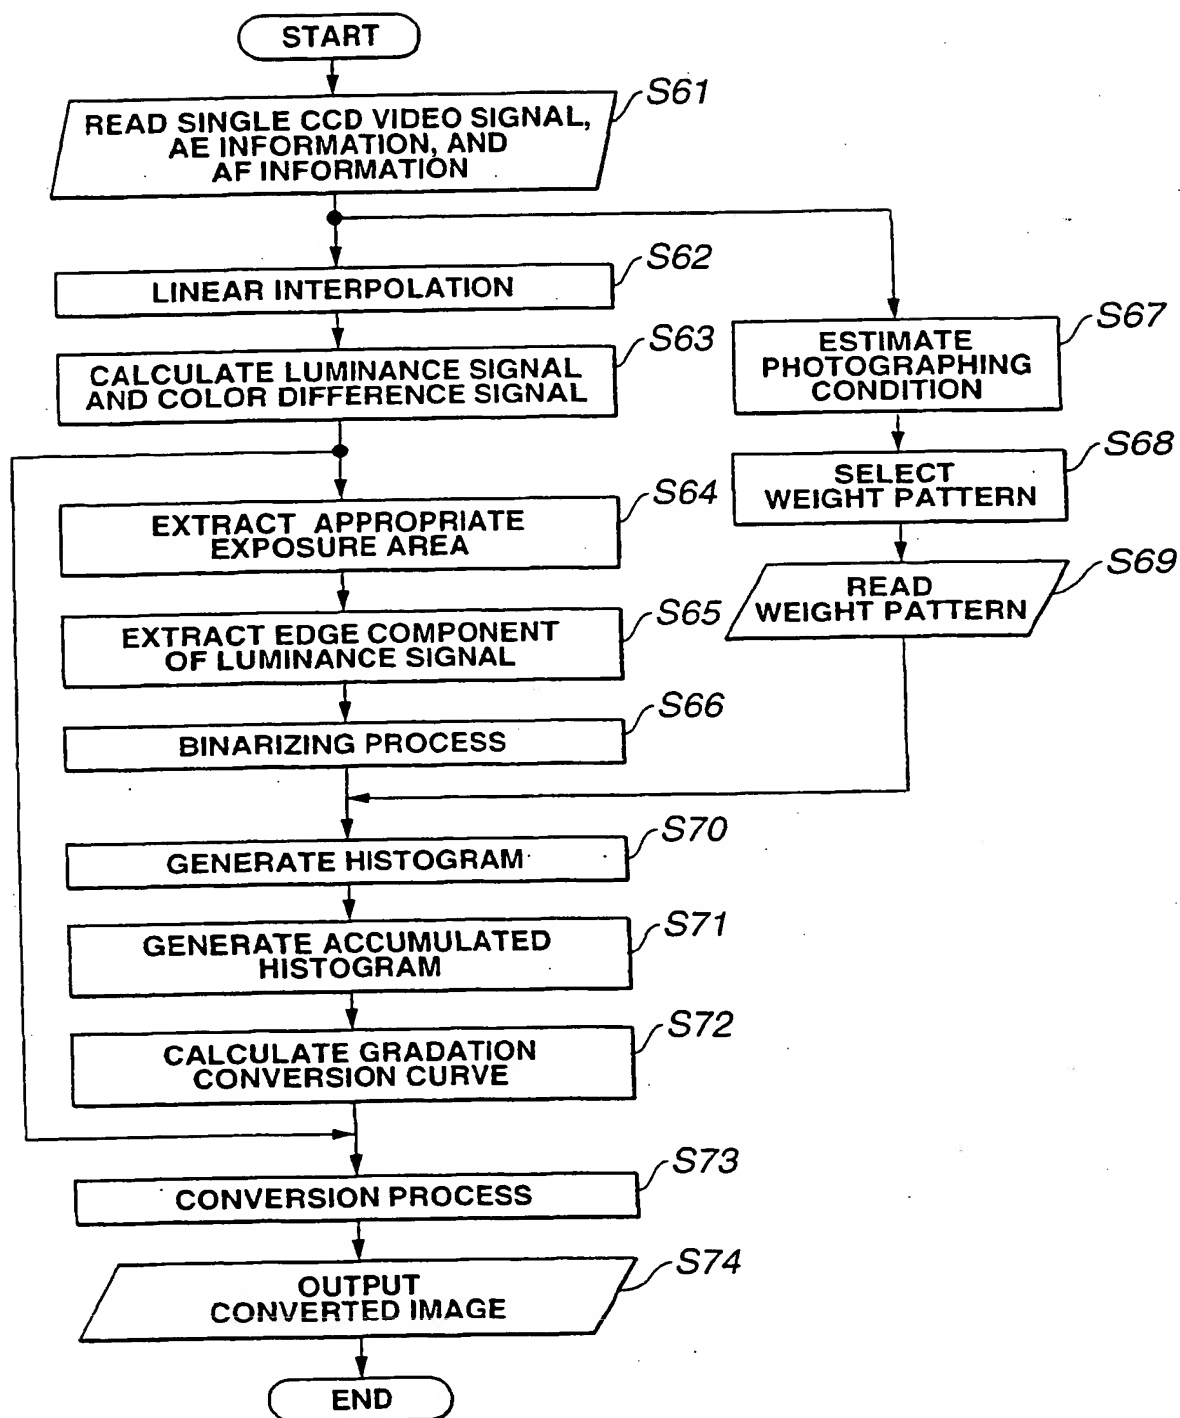 START
S61
READ SINGLE CCD VIDEO SIGNAL,
AE INFORMATION, AND
AF INFORMATION
S62
LINEAR INTERPOLATION
S63
CALCULATE LUMINANCE SIGNAL
AND COLOR DIFFERENCE SIGNAL
S67
ESTIMATE
PHOTOGRAPHING
CONDITION
S68
SELECT
WEIGHT PATTERN
S64
EXTRACT APPROPRIATE
EXPOSURE AREA
S69
READ
WEIGHT PATTERN
S65
EXTRACT EDGE COMPONENT
OF LUMINANCE SIGNAL
S66
BINARIZING PROCESS
S70
GENERATE HISTOGRAM
S71
GENERATE ACCUMULATED
HISTOGRAM
S72
CALCULATE GRADATION
CONVERSION CURVE
S73
CONVERSION PROCESS
S74
OUTPUT
CONVERTED IMAGE
END